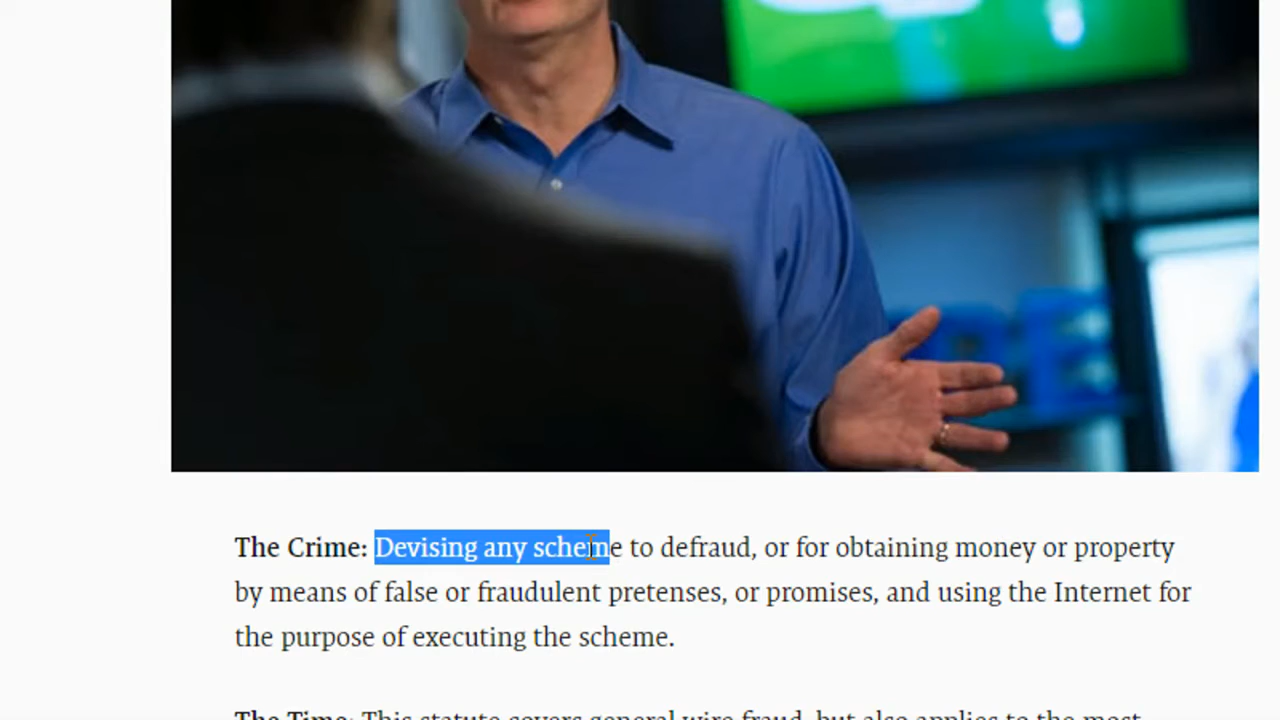 The Crime: Devising any scheme to defraud, or for obtaining money or property
by means of false or fraudulent pretenses, or promises, and using the Internet for
the purpose of executing the scheme.
The Time: This statute covers general wire fraud, but also applies to the most